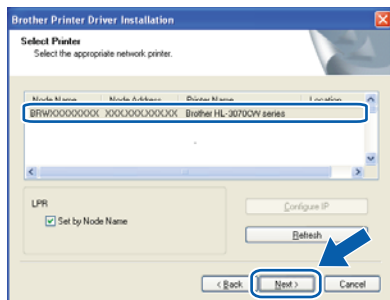 Brother Printer Driver Installation
Select Printer
Select the appropriate network printer.
Node Name Node Address Printer Name Location
BRWXXXXXXXXX XXX.XXX.XXX.XX Brother HL-3070CW series
LPR
Set by Node Name
Configure IP
Refresh
< Back Next > Cancel